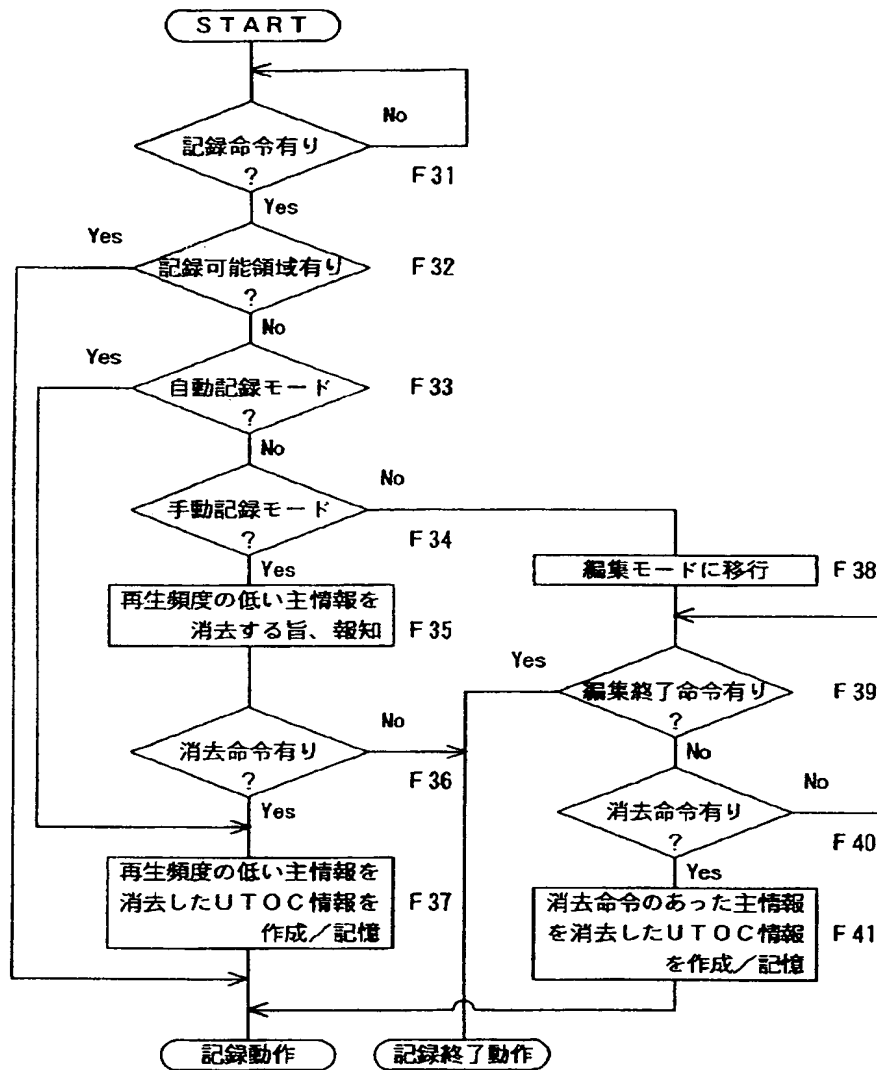 START
No
記録命令有り
?
F31
Yes
Yes
記録可能領域有り
?
F32
No
Yes
自動記録モード
?
F33
No
No
手動記録モード
?
F34
Yes
編集モードに移行
F38
再生頻度の低い主情報を
消去する旨、報知
F35
Yes
編集終了命令有り
?
F39
No
消去命令有り
?
F36
No
No
消去命令有り
?
F40
Yes
Yes
再生頻度の低い主情報を
消去したUTOC情報を
作成/記憶
F37
消去命令のあった主情報
を消去したUTOC情報
を作成/記憶
F41
記録動作
記録終了動作